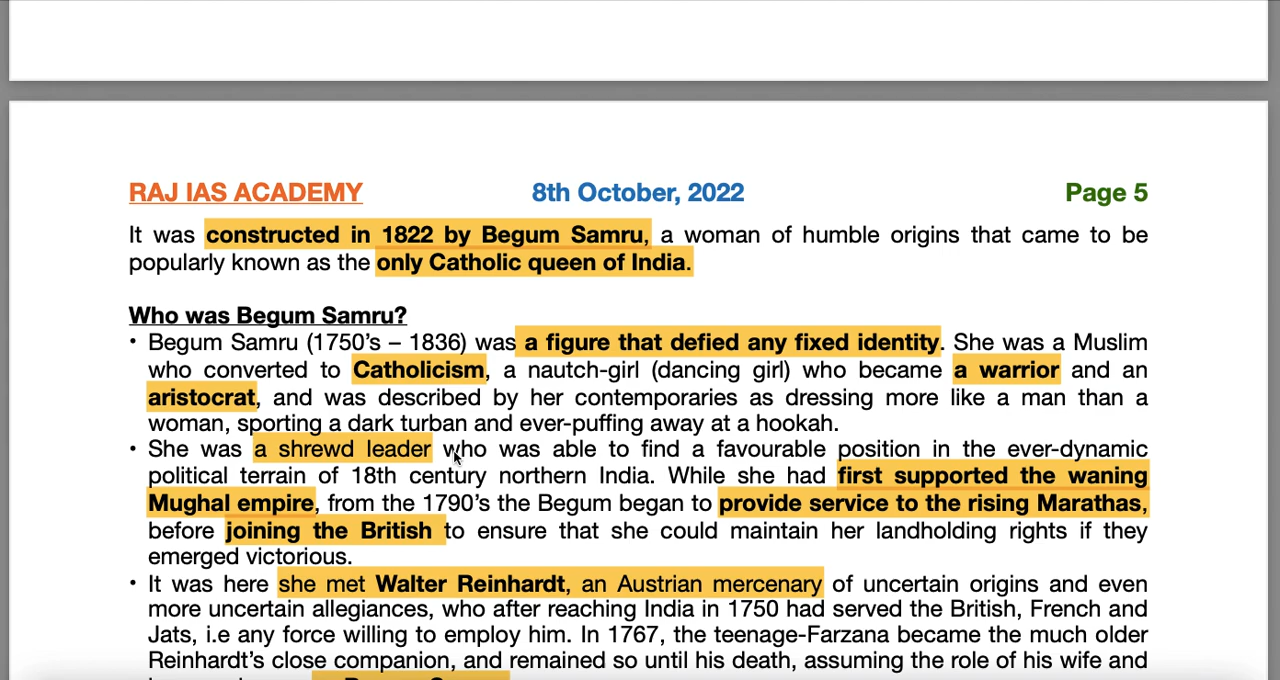 RAJ IAS ACADEMY 8th October, 2022 Page 5
It was constructed in 1822 by Begum Samru, a woman of humble origins that came to be
popularly known as the only Catholic queen of India.
Who was Begum Samru?
• Begum Samru (1750’s – 1836) was a figure that defied any fixed identity. She was a Muslim
who converted to Catholicism, a nautch-girl (dancing girl) who became a warrior and an
aristocrat, and was described by her contemporaries as dressing more like a man than a
woman, sporting a dark turban and ever-puffing away at a hookah.
• She was a shrewd leader who was able to find a favourable position in the ever-dynamic
political terrain of 18th century northern India. While she had first supported the waning
Mughal empire, from the 1790’s the Begum began to provide service to the rising Marathas,
before joining the British to ensure that she could maintain her landholding rights if they
emerged victorious.
• It was here she met Walter Reinhardt, an Austrian mercenary of uncertain origins and even
more uncertain allegiances, who after reaching India in 1750 had served the British, French and
Jats, i.e any force willing to employ him. In 1767, the teenage-Farzana became the much older
Reinhardt’s close companion, and remained so until his death, assuming the role of his wife and